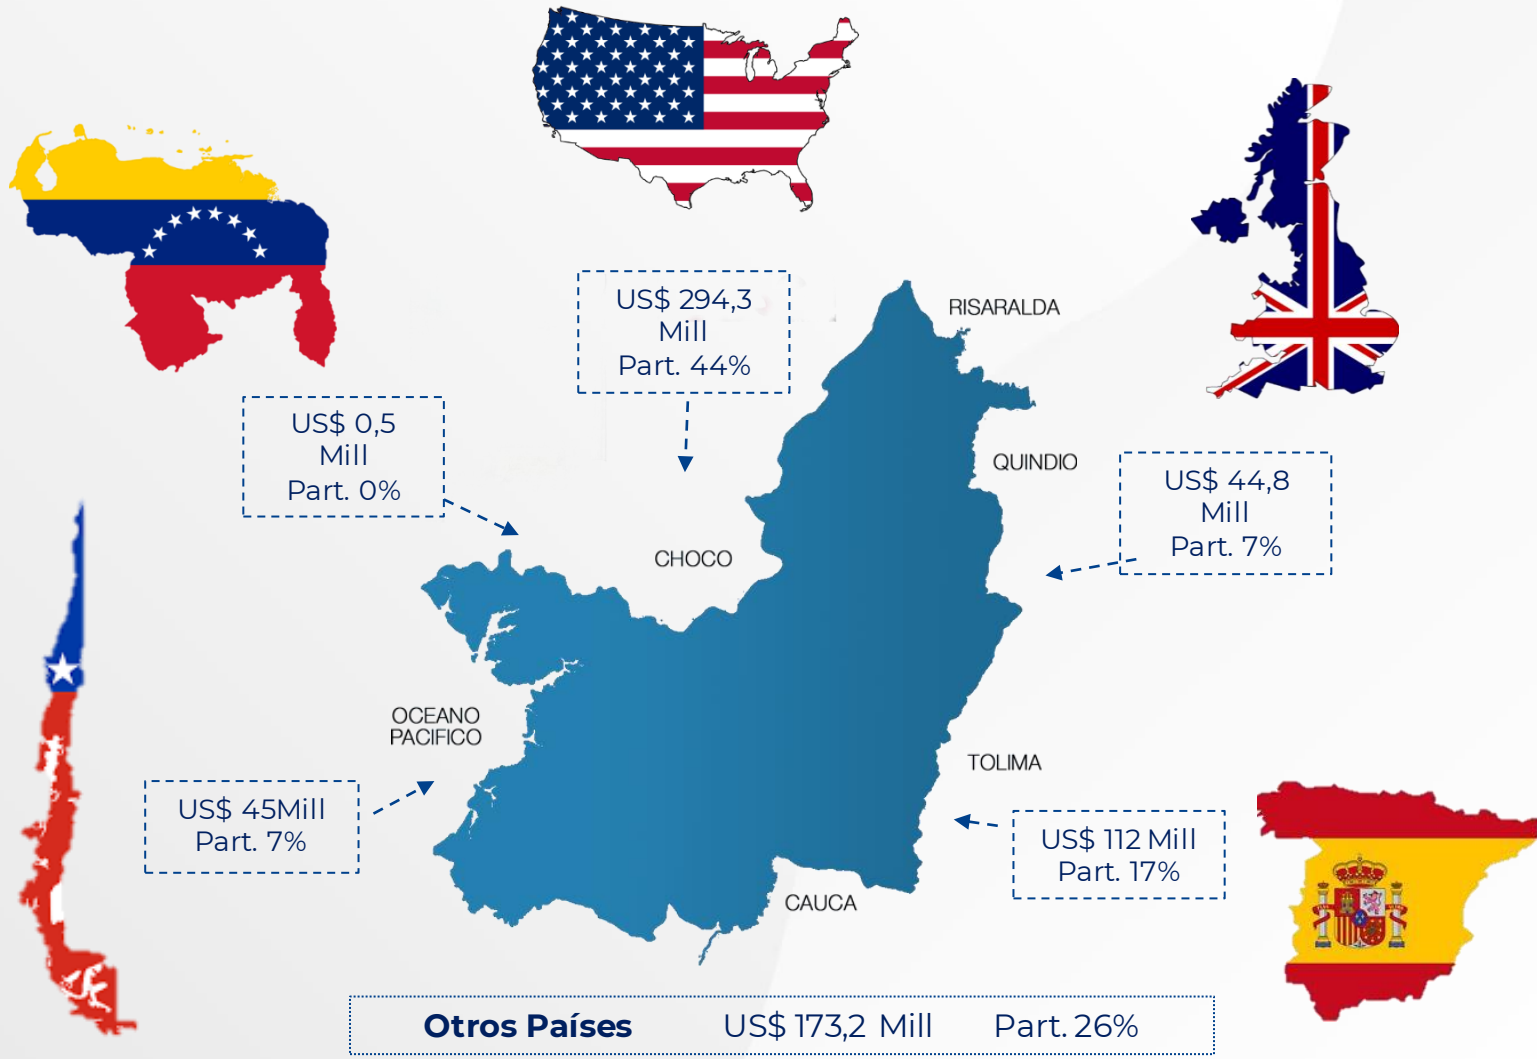 US$ 294,3
Mill
Part. 44%
RISARALDA
US$ 0,5
Mill
Part. 0%
QUINDIO
US$ 44,8
Mill
Part. 7%
CHOCO
OCEANO
PACIFICO
TOLIMA
US$ 45Mill
Part. 7%
US$ 112 Mill
Part. 17%
CAUCA
Otros Países US$ 173,2 Mill Part. 26%